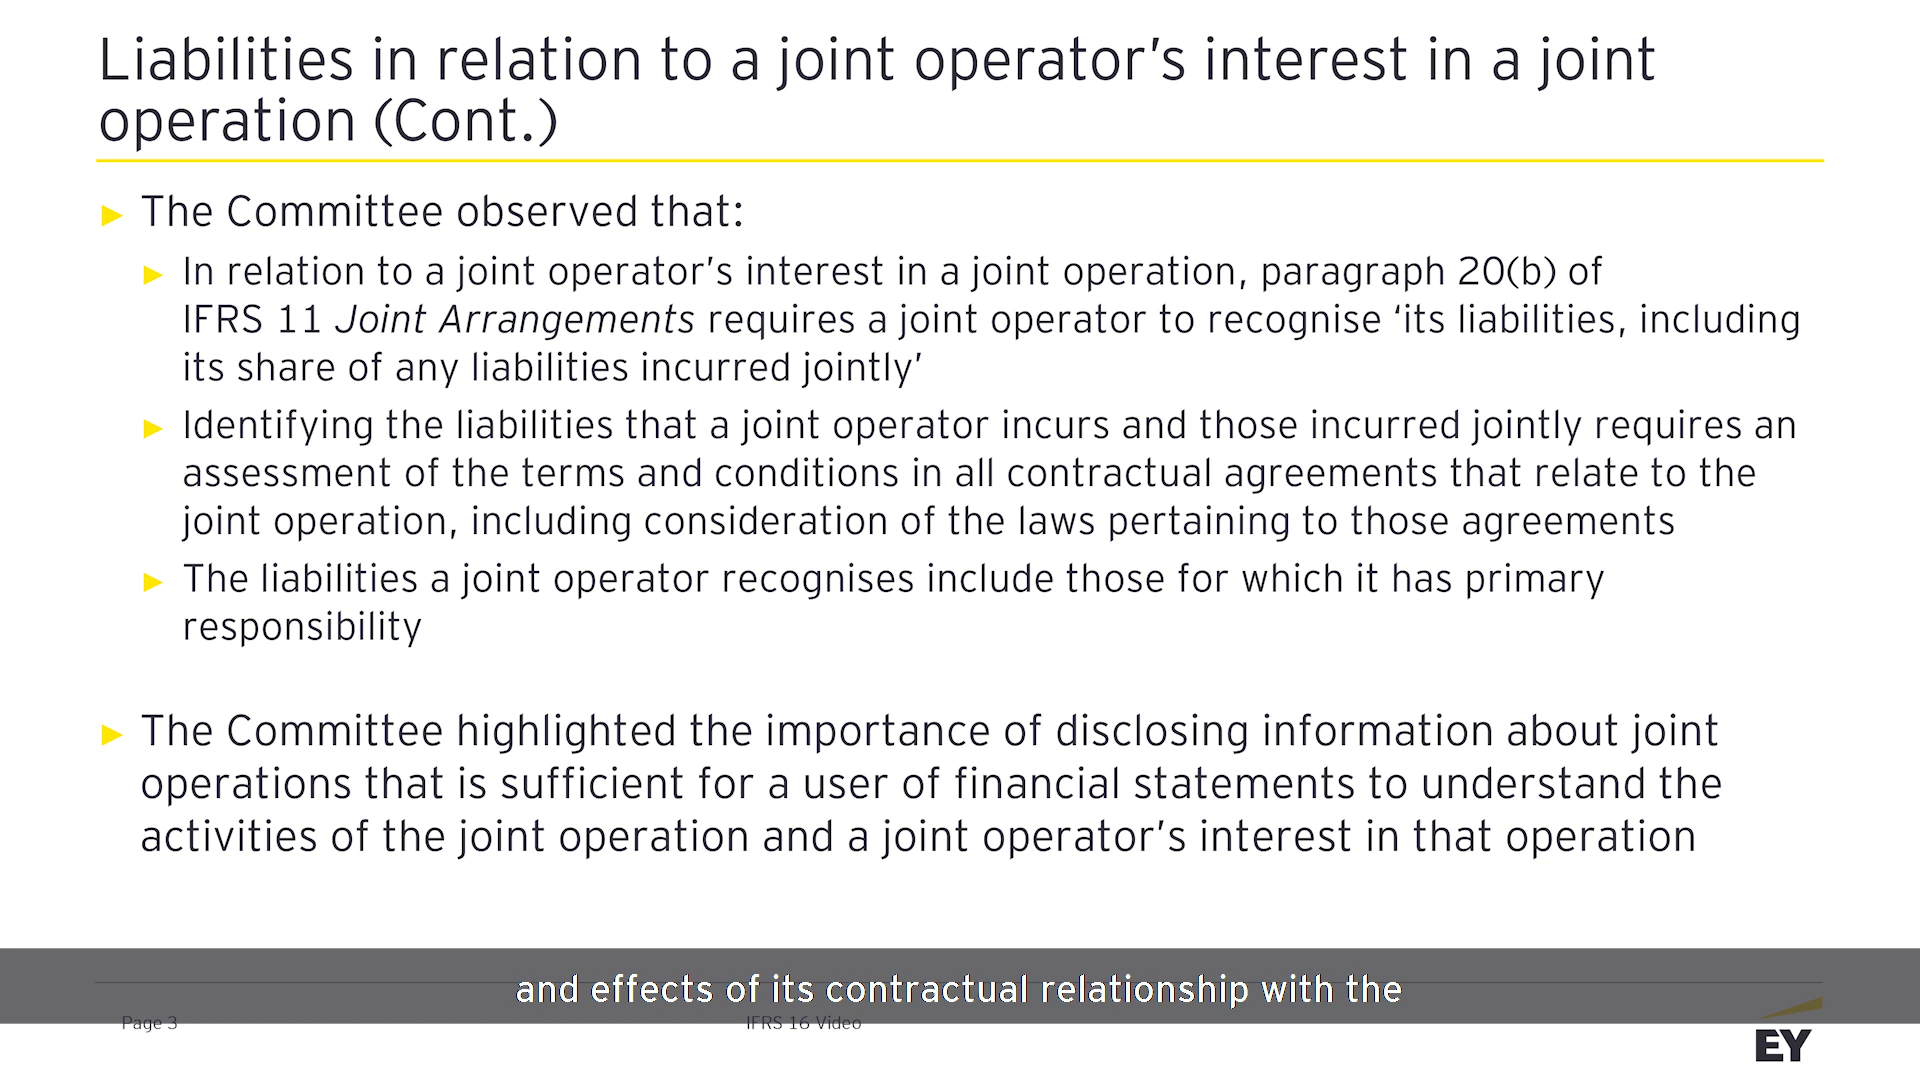 Liabilities in relation to a joint operator’s interest in a joint
operation (Cont.)
► The Committee observed that:
► In relation to a joint operator’s interest in a joint operation, paragraph 20(b) of
IFRS 11 Joint Arrangements requires a joint operator to recognise ‘its liabilities, including
its share of any liabilities incurred jointly’
► Identifying the liabilities that a joint operator incurs and those incurred jointly requires an
assessment of the terms and conditions in all contractual agreements that relate to the
joint operation, including consideration of the laws pertaining to those agreements
► The liabilities a joint operator recognises include those for which it has primary
responsibility
► The Committee highlighted the importance of disclosing information about joint
operations that is sufficient for a user of financial statements to understand the
activities of the joint operation and a joint operator’s interest in that operation
and effects of its contractual relationship with the
Page 3
IFRS 16 Video
EY